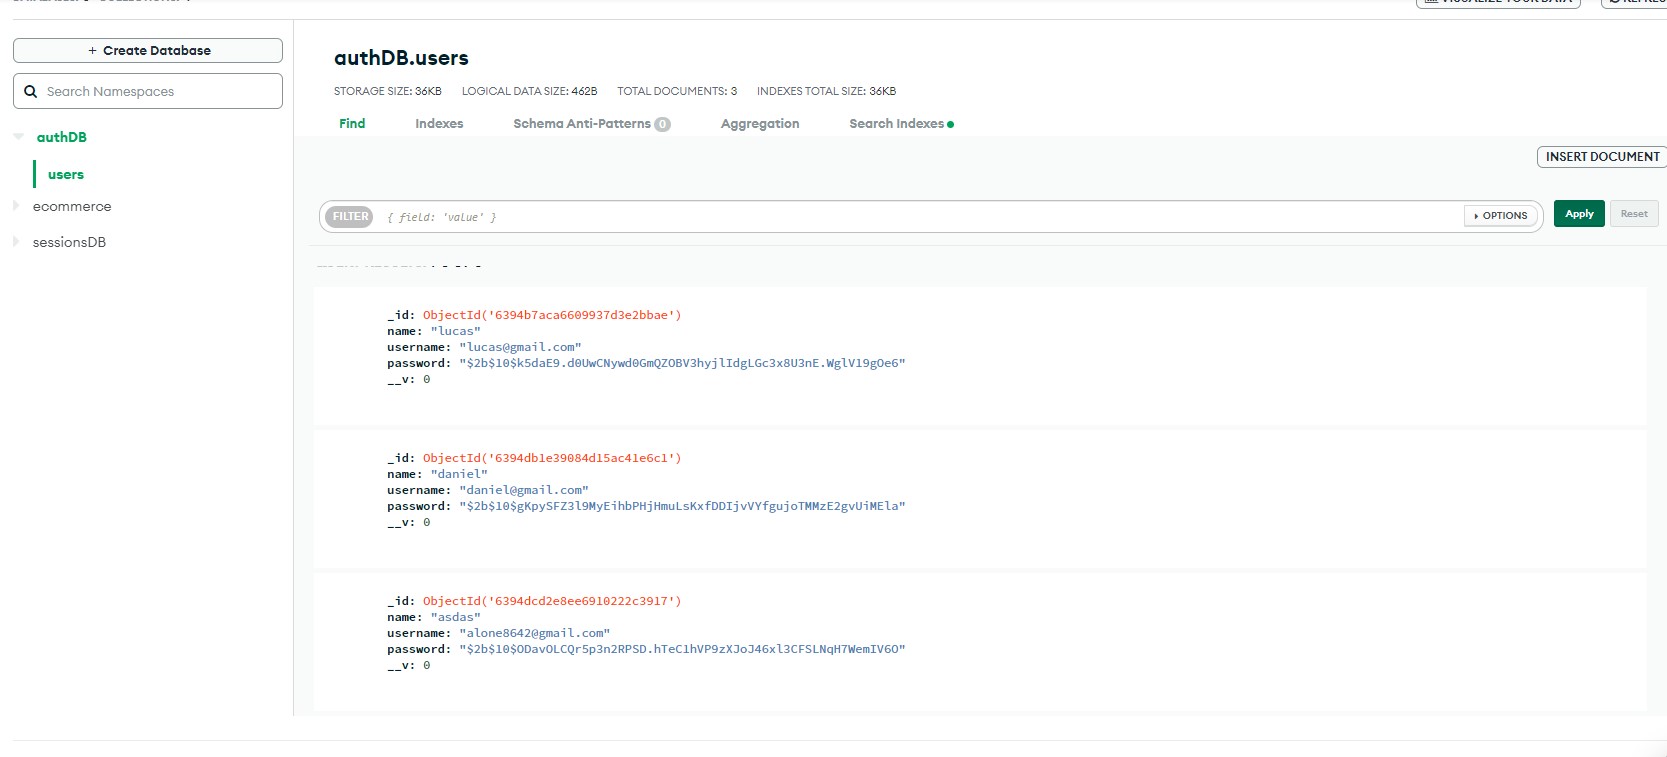 VISUALIZE YOUR DATA
+ Create Database
Search Namespaces
authDB
users
ecommerce
sessionsDB
authDB.users
STORAGE SIZE: 36KB LOGICAL DATA SIZE: 462B TOTAL DOCUMENTS: 3 INDEXES TOTAL SIZE: 36KB
Find Indexes Schema Anti-Patterns 0 Aggregation Search Indexes
INSERT DOCUMENT
FILTER { field: 'value' } OPTIONS Apply Reset
_id: ObjectId('6394b7aca6609937d3e2bbae')
name: "lucas"
username: "lucas@gmail.com"
password: "$2b$10$k5daE9.d0UwCNywd0GmQZOBV3hyjlIdgLGc3x8U3nE.WglV19gOe6"
__v: 0
_id: ObjectId('6394db1e39084d15ac41e6c1')
name: "daniel"
username: "daniel@gmail.com"
password: "$2b$10$gKpySFZ3l9MyEihbPHjHmuLsKxfDDIjvVYfgujoTMMzE2gvUiMEla"
__v: 0
_id: ObjectId('6394dcd2e8ee6910222c3917')
name: "asdas"
username: "alone8642@gmail.com"
password: "$2b$10$ODavOLCQr5p3n2RPSD.hTeC1hVP9zXJoJ46xl3CFSLNqH7WemIV6O"
__v: 0